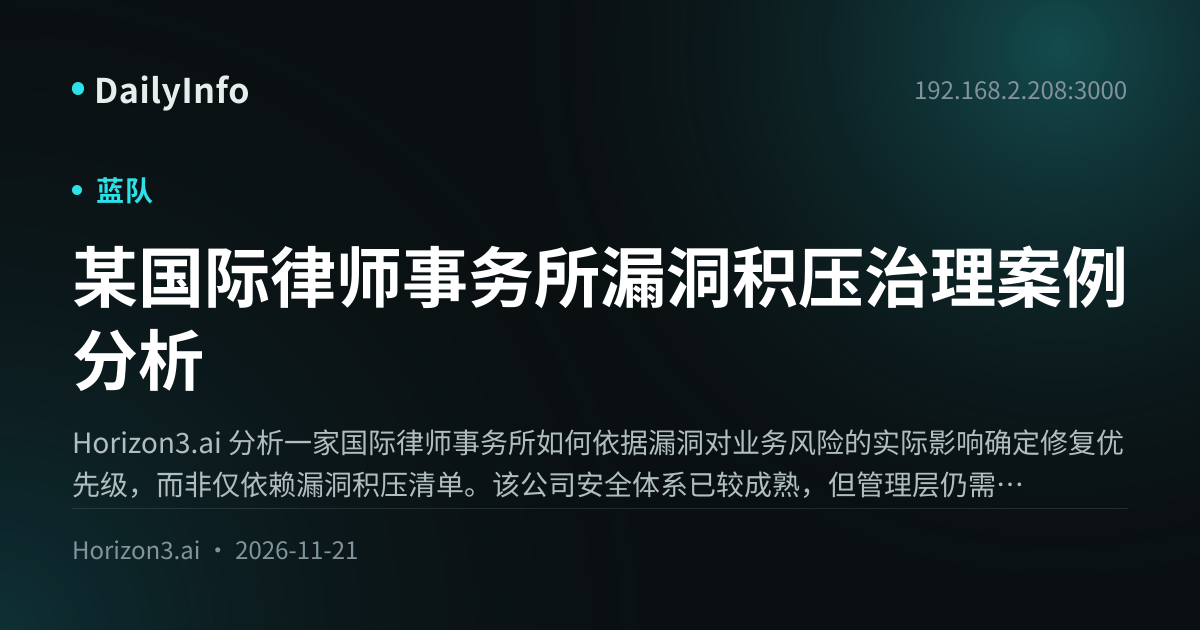 DailyInfo
192.168.2.208:3000
蓝队
某国际律师事务所漏洞积压治理案例
分析
Horizon3.ai 分析一家国际律师事务所如何依据漏洞对业务风险的实际影响确定修复优
先级，而非仅依赖漏洞积压清单。该公司安全体系已较成熟，但管理层仍需…
Horizon3.ai • 2026-11-21